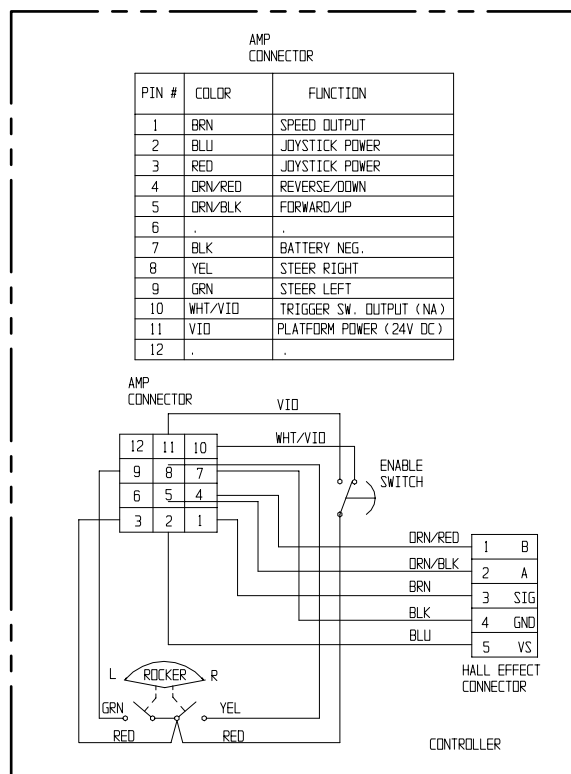 AMP
CONNECTOR
PIN # COLOR FUNCTION
1 BRN SPEED OUTPUT
2 BLU JOYSTICK POWER
3 RED JOYSTICK POWER
4 ORN/RED REVERSE/DOWN
5 ORN/BLK FORWARD/UP
6 . .
7 BLK BATTERY NEG.
8 YEL STEER RIGHT
9 GRN STEER LEFT
10 WHT/VIO TRIGGER SW. OUTPUT (NA)
11 VIO PLATFORM POWER (24V DC)
12 . .
AMP
CONNECTOR
VIO
WHT/VIO
12 11 10
9 8 7
6 5 4
3 2 1
ENABLE
SWITCH
ORN/RED
ORN/BLK
BRN
BLK
BLU
1 B
2 A
3 SIG
4 GND
5 VS
HALL EFFECT
CONNECTOR
L ROCKER R
GRN YEL
RED RED
CONTROLLER